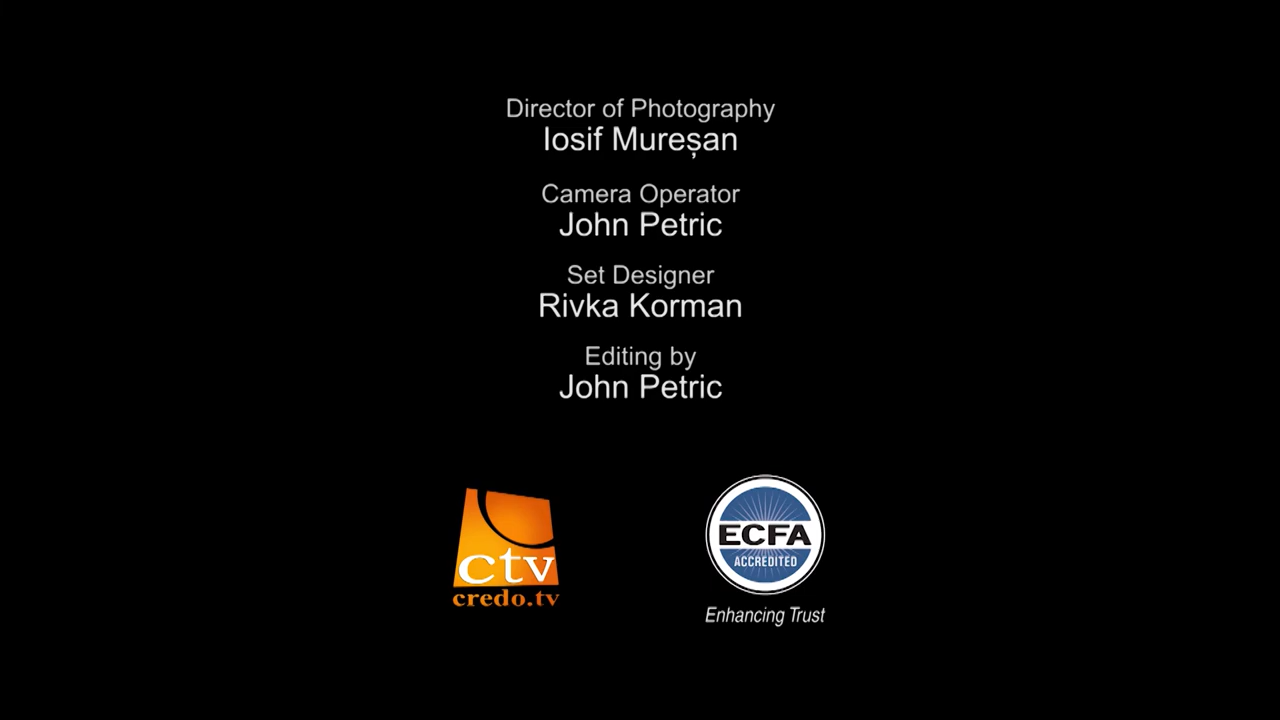 Director of Photography
Iosif Mureșan
Camera Operator
John Petric
Set Designer
Rivka Korman
Editing by
John Petric
ctv
credo.tv
ECFA
ACCREDITED
Enhancing Trust